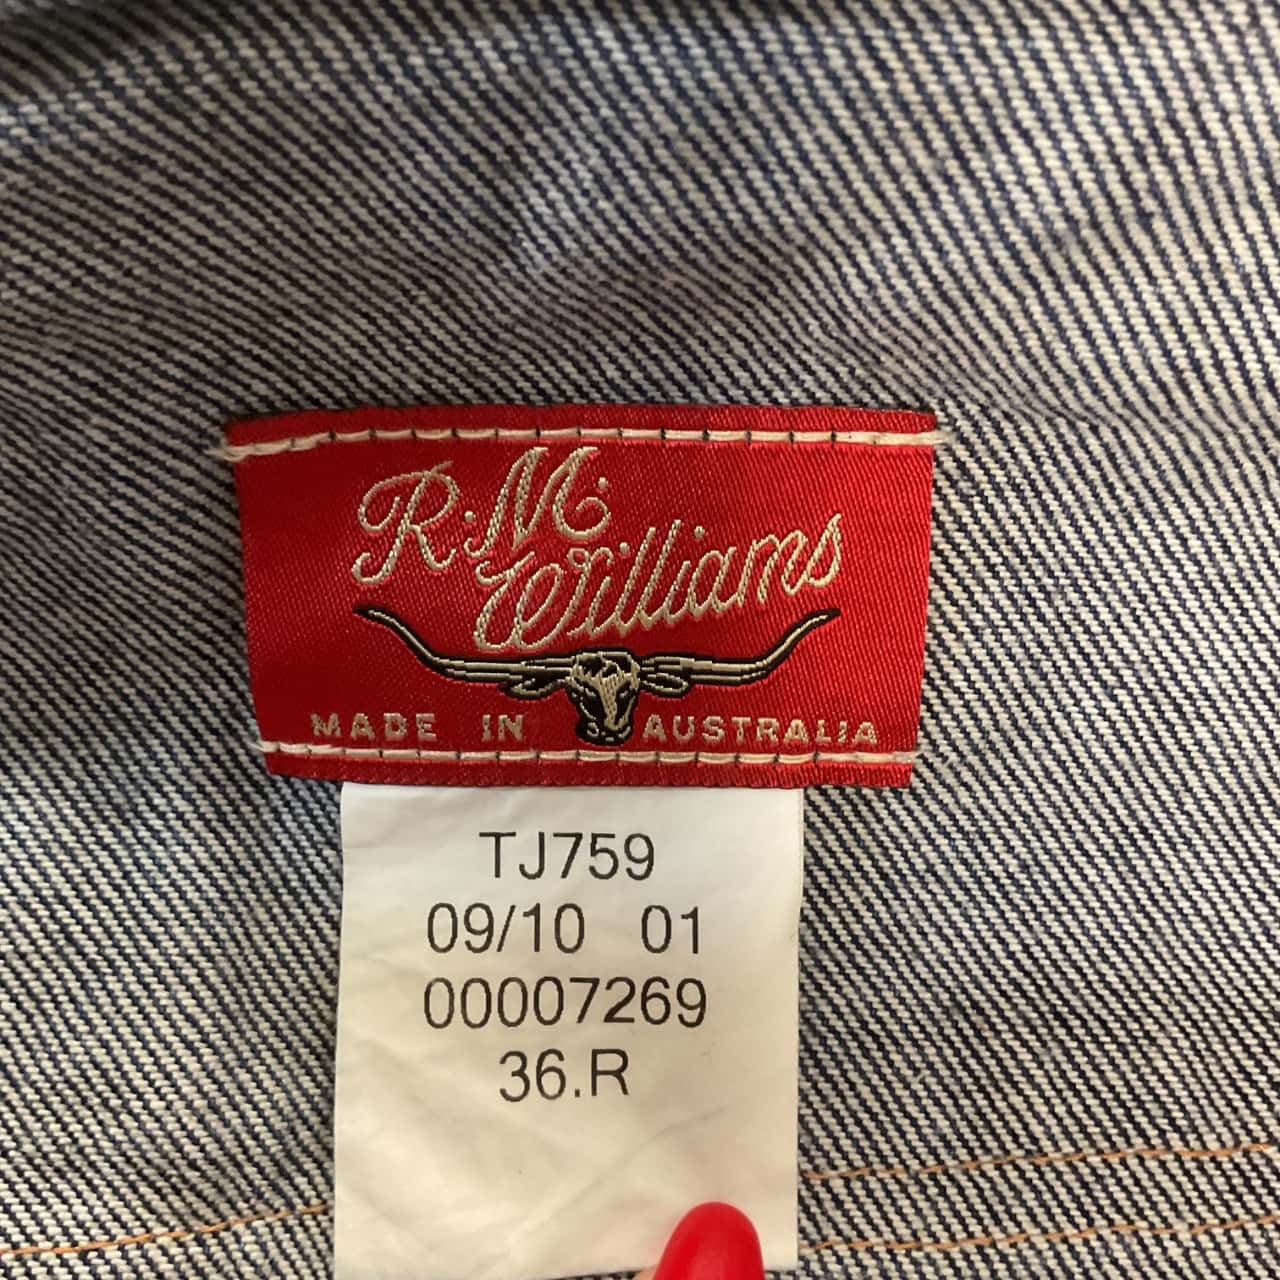 R.M.
Williams
MADE IN AUSTRALIA
TJ759
09/10 01
00007269
36.R